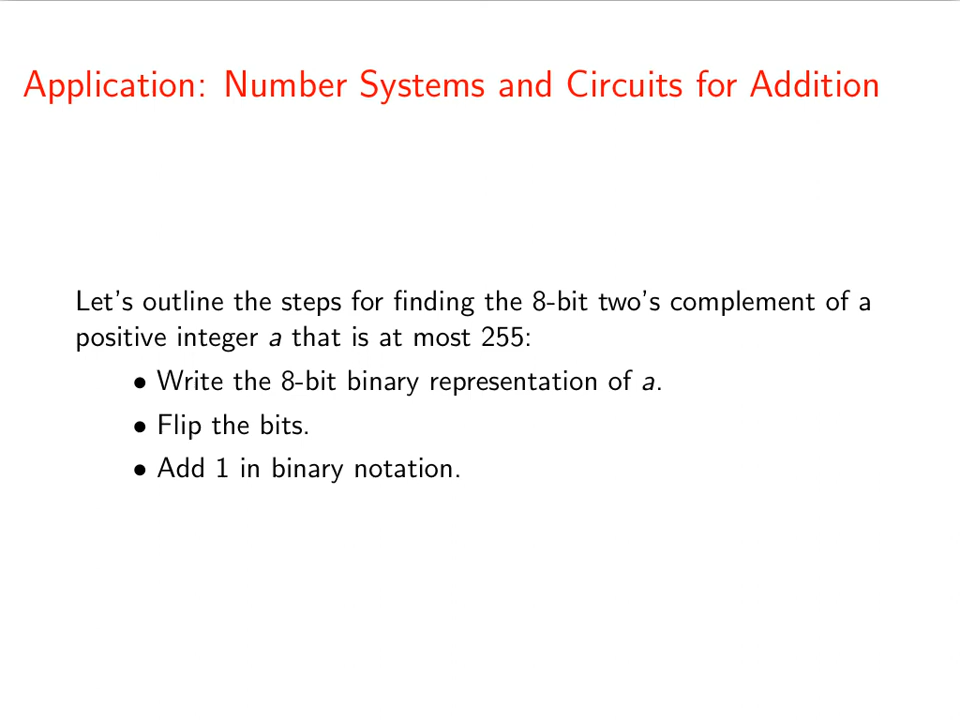 Application: Number Systems and Circuits for Addition
Let's outline the steps for finding the 8-bit two's complement of a
positive integer a that is at most 255:
• Write the 8-bit binary representation of a.
• Flip the bits.
• Add 1 in binary notation.